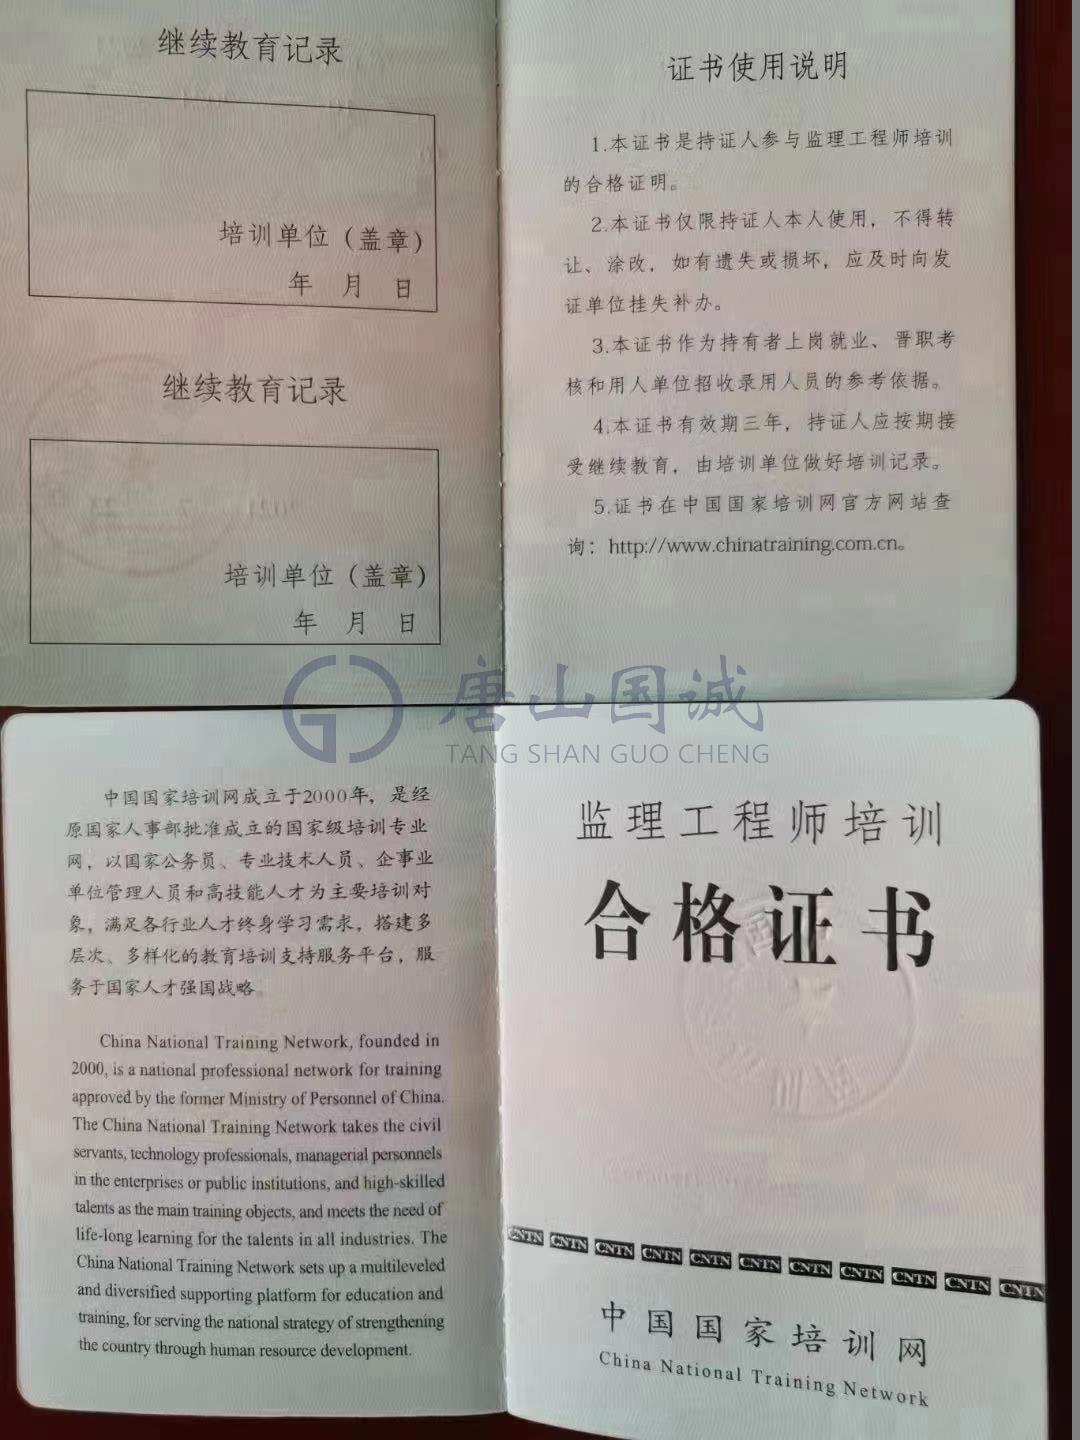 继续教育记录
培训单位（盖章）
年 月 日
继续教育记录
培训单位（盖章）
年 月 日
证书使用说明
1.本证书是持证人参与监理工程师培训
的合格证明。
2.本证书仅限持证人本人使用，不得转
让、涂改，如有遗失或损坏，应及时向发
证单位挂失补办。
3.本证书作为持有者上岗就业、晋职考
核和用人单位招收录用人员的参考依据。
4.本证书有效期三年，持证人应按期接
受继续教育，由培训单位做好培训记录。
5.证书在中国国家培训网官方网站查
询：http://www.chinatraining.com.cn。
唐山国诚
TANG SHAN GUO CHENG
中国国家培训网成立于2000年，是经
原国家人事部批准成立的国家级培训专业
网，以国家公务员、专业技术人员、企事业
单位管理人员和高技能人才为主要培训对
象，满足各行业人才终身学习需求，搭建多
层次、多样化的教育培训支持服务平台，服
务于国家人才强国战略。
China National Training Network, founded in
2000, is a national professional network for training
approved by the former Ministry of Personnel of China.
The China National Training Network takes the civil
servants, technology professionals, managerial personnels
in the enterprises or public institutions, and high-skilled
talents as the main training objects, and meets the need of
life-long learning for the talents in all industries. The
China National Training Network sets up a multileveled
and diversified supporting platform for education and
training, for serving the national strategy of strengthening
the country through human resource development.
监理工程师培训
合格证书
CNTN CNTN CNTN CNTN CNTN CNTN CNTN CNTN CNTN CNTN CNTN
中国国家培训网
China National Training Network